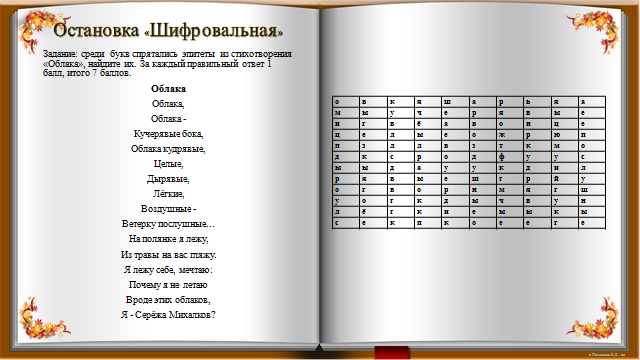 Остановка «Шифровальная»
Задание: среди букв спрятались эпитеты из стихотворения
«Облака», найдите их. За каждый правильный ответ 1
балл, итого 7 баллов.
Облака
Облака,
Облака -
Кучерявые бока,
Облака кудрявые,
Целые,
Дырявые,
Лёгкие,
Воздушные -
Ветерку послушные...
На полянке я лежу,
Из травы на вас гляжу.
Я лежу себе, мечтаю:
Почему я не летаю
Вроде этих облаков,
Я - Серёжа Михалков?
о в к я ш а р ь я а
м ы у ч е р я в ы е
и г в ё а в о н ц е
ц е л ы е о ж р ю п
п з л л в з т к м о
д к с р о д ф у у с
ы ы д а у у к д и л
р я в ы е ш г р й у
о г в о р н м я г ш
у о г к д ы ч в у н
л ё г к и е ы ы к ы
с е к п к о е е г е